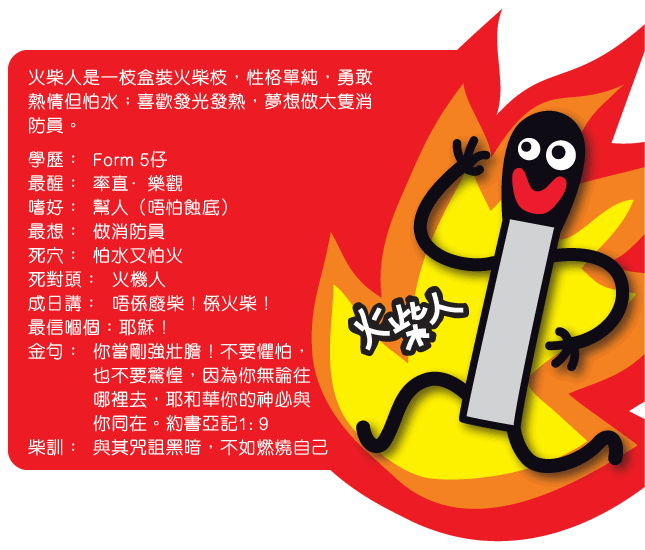 火柴人是一枝盒裝火柴枝，性格單純，勇敢
熱情但怕水；喜歡發光發熱，夢想做大隻消
防員。
學歷： Form 5仔
最醒： 率直·樂觀
嗜好： 幫人（唔怕蝕底）
最想： 做消防員
死穴： 怕水又怕火
死對頭： 火機人
成日講： 唔係廢柴！係火柴！
最信嗰個：耶穌！
金句： 你當剛強壯膽！不要懼怕，
也不要驚惶，因為你無論往
哪裡去，耶和華你的神必與
你同在。約書亞記1: 9
柴訓： 與其咒詛黑暗，不如燃燒自己
火柴人